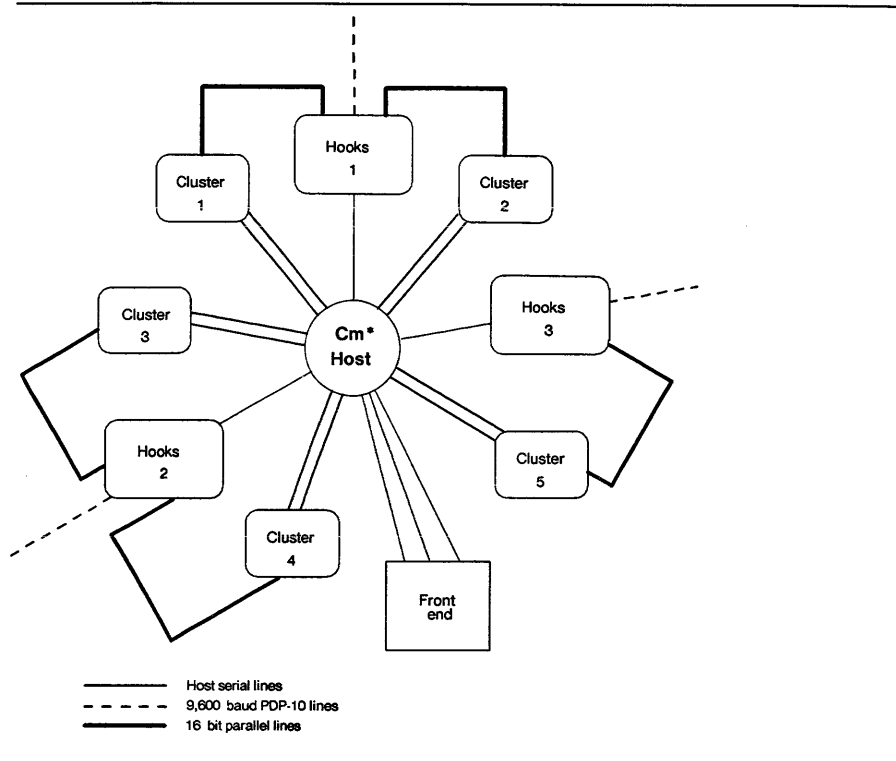 Hooks
1
Cluster
1
Cluster
2
Cluster
3
Hooks
3
Cm*
Host
Hooks
2
Cluster
5
Cluster
4
Front
end
Host serial lines
9,600 baud PDP-10 lines
16 bit parallel lines